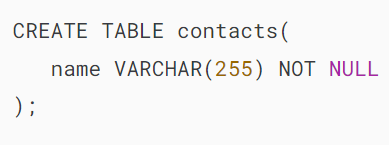 CREATE TABLE contacts(
   name VARCHAR(255) NOT NULL
);